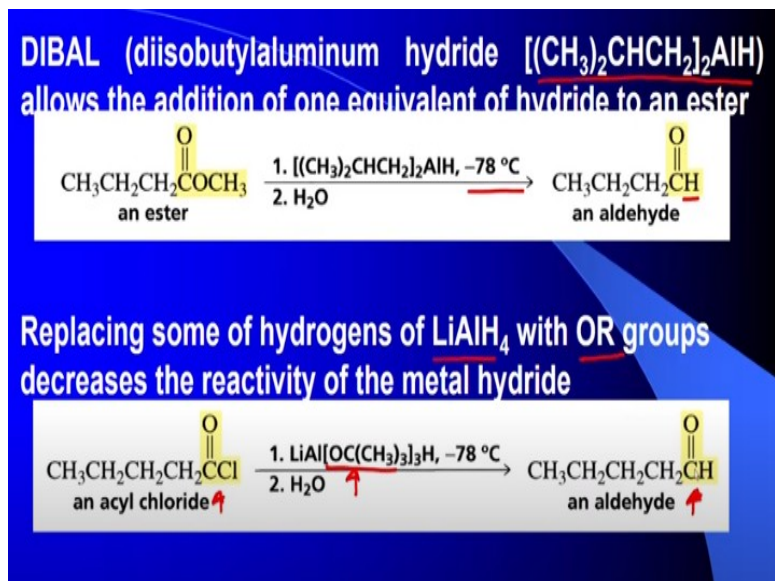 DIBAL (diisobutylaluminum hydride [(CH₃)₂CHCH₂]₂AlH)
allows the addition of one equivalent of hydride to an ester
O
CH₃CH₂CH₂COCH₃
an ester
1. [(CH₃)₂CHCH₂]₂AlH, –78 °C
2. H₂O
O
CH₃CH₂CH₂CH
an aldehyde
Replacing some of hydrogens of LiAlH₄ with OR groups
decreases the reactivity of the metal hydride
O
CH₃CH₂CH₂CH₂CCl
an acyl chloride
1. LiAl[OC(CH₃)₃]₃H, –78 °C
2. H₂O
O
CH₃CH₂CH₂CH₂CH
an aldehyde